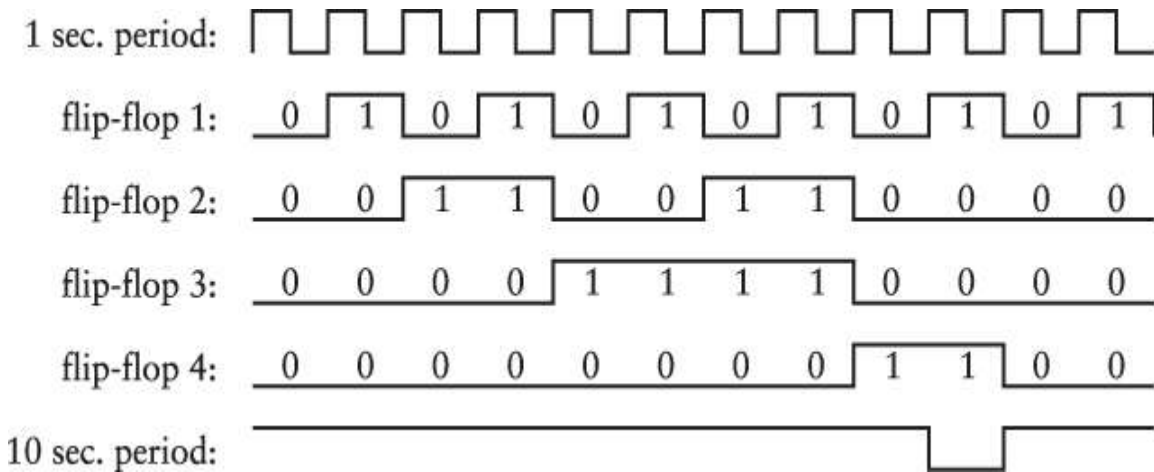 1 sec. period:
flip-flop 1: 0 1 0 1 0 1 0 1 0 1 0 1
flip-flop 2: 0 0 1 1 0 0 1 1 0 0 0 0
flip-flop 3: 0 0 0 0 1 1 1 1 0 0 0 0
flip-flop 4: 0 0 0 0 0 0 0 0 1 1 0 0
10 sec. period: